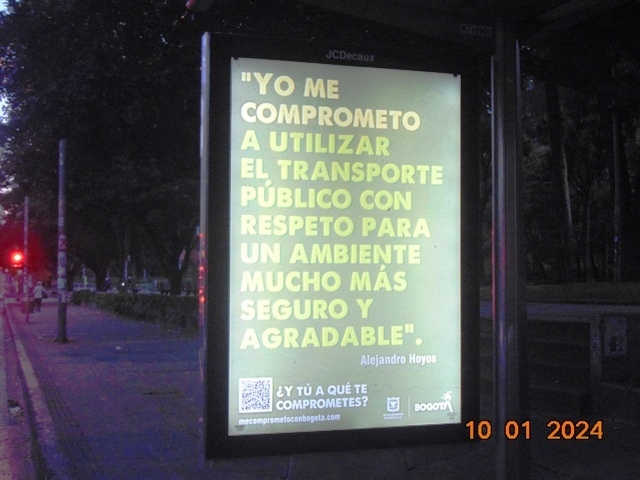 JCDecaux
"YO ME
COMPROMETO
A UTILIZAR
EL TRANSPORTE
PÚBLICO CON
RESPETO PARA
UN AMBIENTE
MUCHO MÁS
SEGURO Y
AGRADABLE".
Alejandro Hoyos
¿Y TÚ A QUÉ TE
COMPROMETES?
mecomprometoconbogota.com
BOGOTÁ
10 01 2024